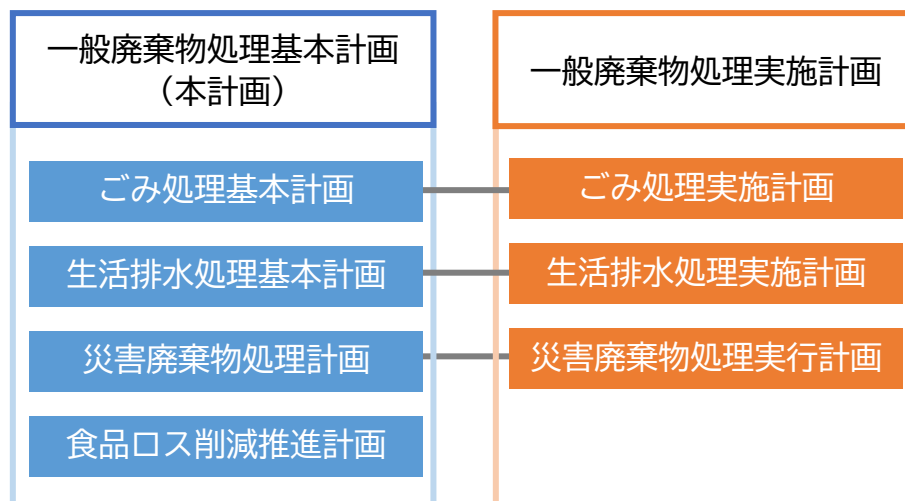 一般廃棄物処理基本計画
（本計画）
一般廃棄物処理実施計画
ごみ処理基本計画
ごみ処理実施計画
生活排水処理基本計画
生活排水処理実施計画
災害廃棄物処理計画
災害廃棄物処理実行計画
食品ロス削減推進計画